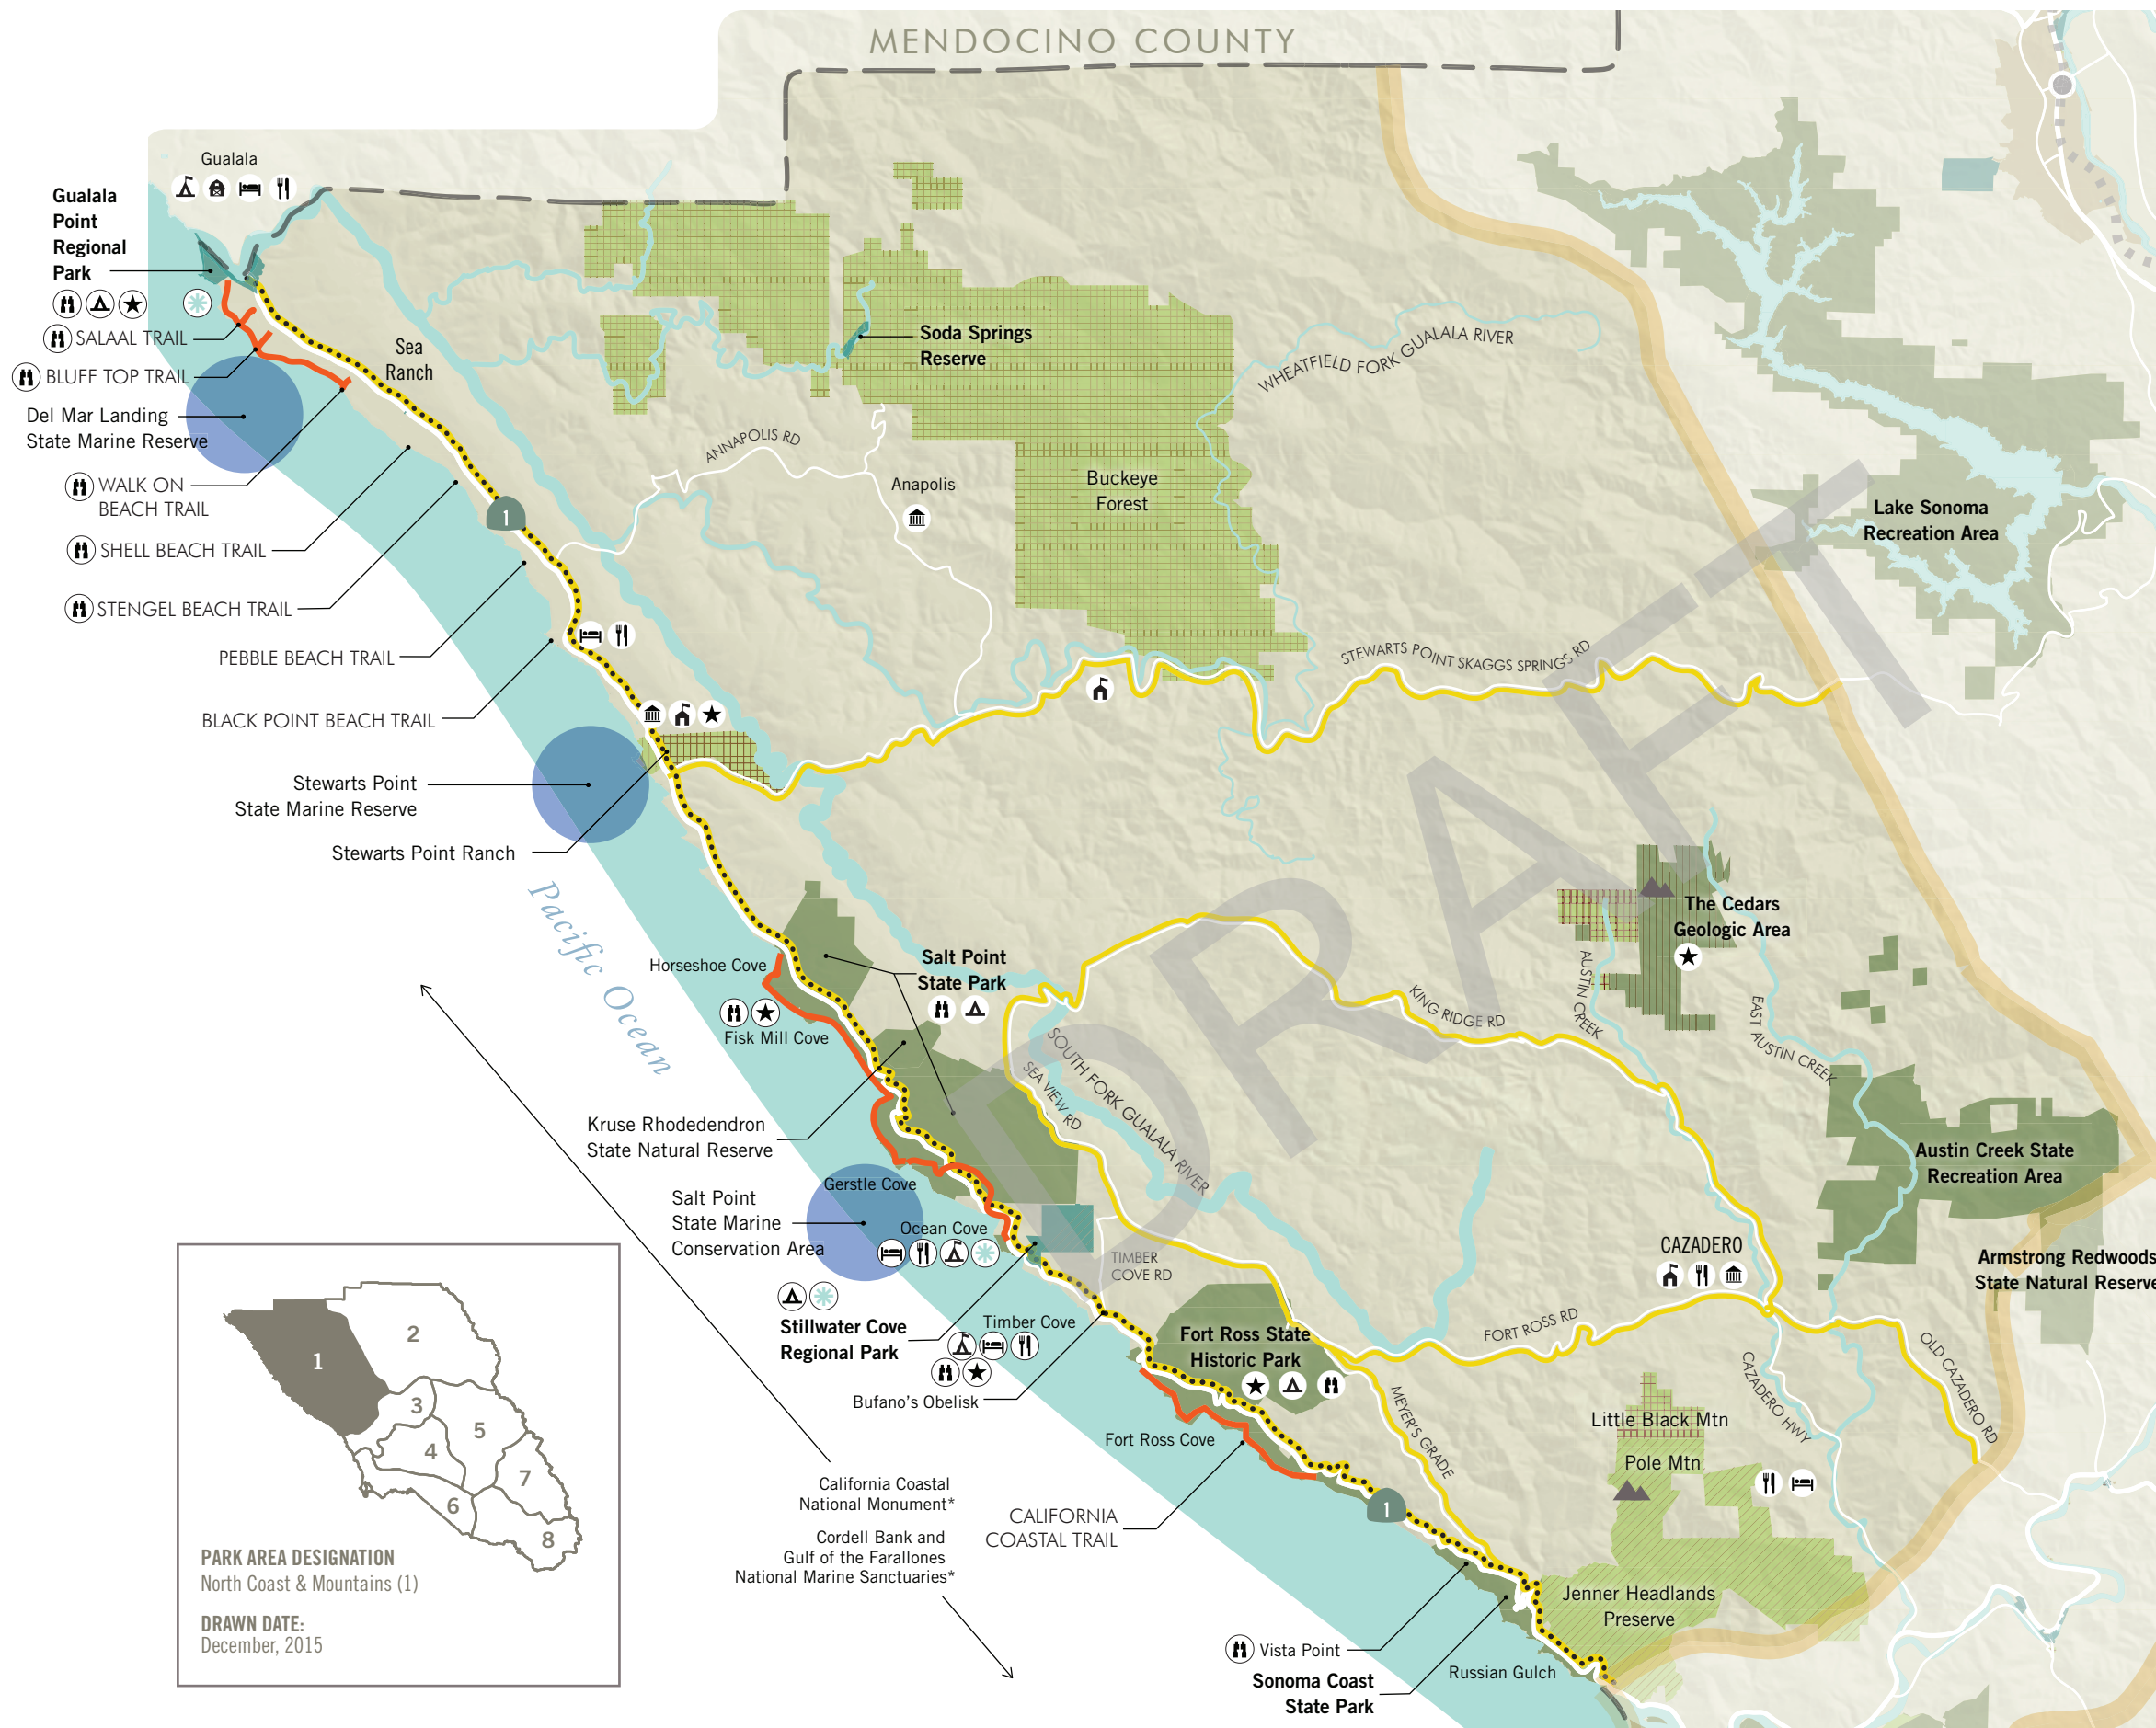 MENDOCINO COUNTY
Gualala
Gualala
Point
Regional
Park
SALAAL TRAIL
BLUFF TOP TRAIL
Del Mar Landing
State Marine Reserve
WALK ON
BEACH TRAIL
SHELL BEACH TRAIL
STENGEL BEACH TRAIL
PEBBLE BEACH TRAIL
BLACK POINT BEACH TRAIL
Stewarts Point
State Marine Reserve
Stewarts Point Ranch
Sea
Ranch
1
Soda Springs
Reserve
WHEATFIELD FORK GUALALA RIVER
ANNAPOLIS RD
Anapolis
Buckeye
Forest
Lake Sonoma
Recreation Area
STEWARTS POINT SKAGGS SPRINGS RD
DRAFT
Pacific Ocean
Horseshoe Cove
Fisk Mill Cove
Salt Point
State Park
Kruse Rhodedendron
State Natural Reserve
Gerstle Cove
Salt Point
State Marine
Conservation Area
Ocean Cove
SOUTH FORK GUALALA RIVER
SEA VIEW RD
KING RIDGE RD
The Cedars
Geologic Area
AUSTIN CREEK
EAST AUSTIN CREEK
Austin Creek State
Recreation Area
Armstrong Redwoods
State Natural Reserve
CAZADERO
TIMBER
COVE RD
Stillwater Cove
Regional Park
Timber Cove
Bufano's Obelisk
Fort Ross State
Historic Park
FORT ROSS RD
OLD CAZADERO RD
CAZADERO HWY
MEYER'S GRADE
Little Black Mtn
Pole Mtn
Fort Ross Cove
California Coastal
National Monument*
Cordell Bank and
Gulf of the Farallones
National Marine Sanctuaries*
CALIFORNIA
COASTAL TRAIL
1
Jenner Headlands
Preserve
Vista Point
Russian Gulch
Sonoma Coast
State Park
1
2
3
4
5
6
7
8
PARK AREA DESIGNATION
North Coast & Mountains (1)
DRAWN DATE:
December, 2015